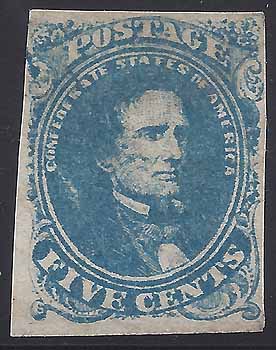 POSTAGE
CONFEDERATE STATES OF AMERICA
FIVE CENTS